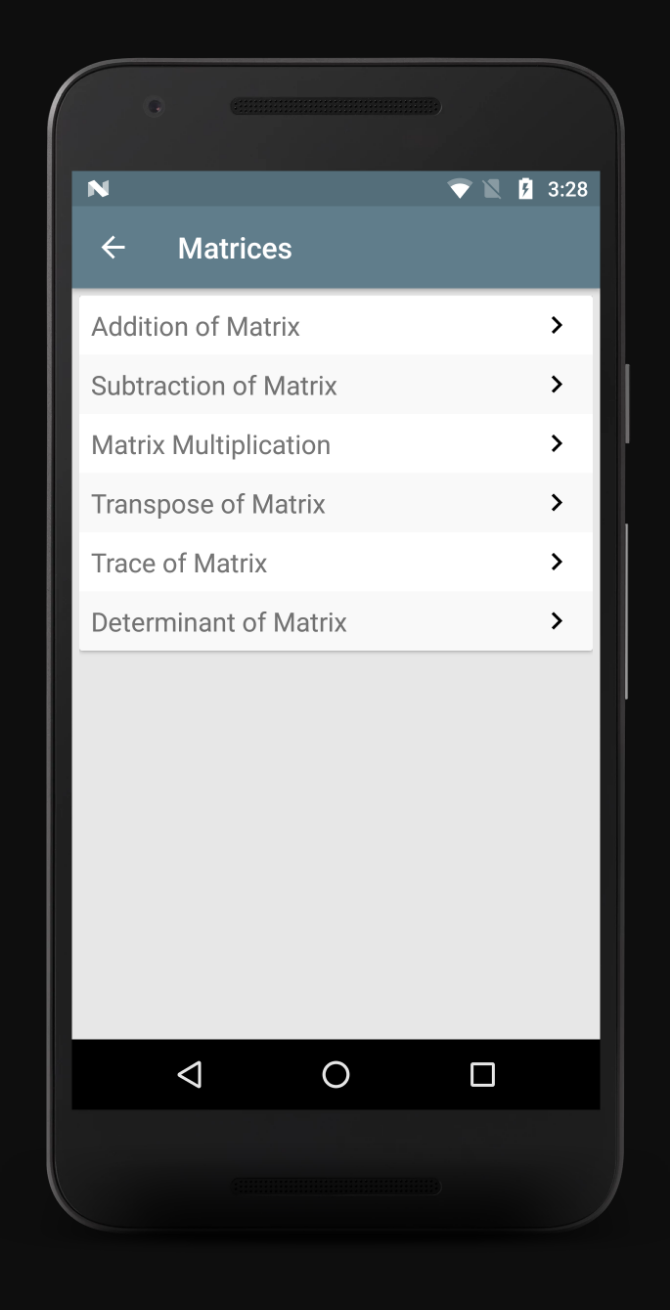 3:28
Matrices
Addition of Matrix
Subtraction of Matrix
Matrix Multiplication
Transpose of Matrix
Trace of Matrix
Determinant of Matrix